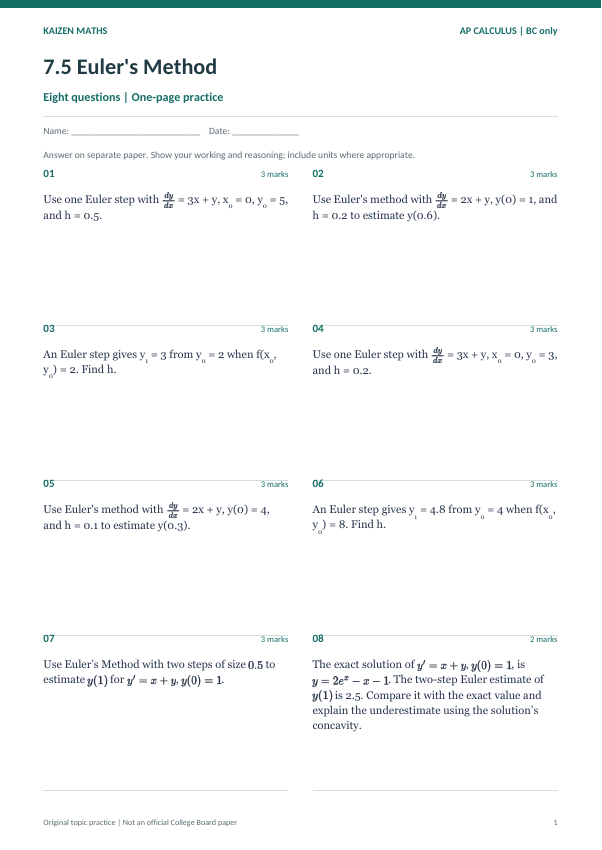 KAIZEN MATHS
AP CALCULUS | BC only
7.5 Euler's Method
Eight questions | One-page practice
Name: ____________________________ Date: ______________
Answer on separate paper. Show your working and reasoning; include units where appropriate.
01 3 marks
Use one Euler step with dy/dx = 3x + y, x₀ = 0, y₀ = 5,
and h = 0.5.
02 3 marks
Use Euler's method with dy/dx = 2x + y, y(0) = 1, and
h = 0.2 to estimate y(0.6).
03 3 marks
An Euler step gives y₁ = 3 from y₀ = 2 when f(x₀,
y₀) = 2. Find h.
04 3 marks
Use one Euler step with dy/dx = 3x + y, x₀ = 0, y₀ = 3,
and h = 0.2.
05 3 marks
Use Euler's method with dy/dx = 2x + y, y(0) = 4,
and h = 0.1 to estimate y(0.3).
06 3 marks
An Euler step gives y₁ = 4.8 from y₀ = 4 when f(x₀,
y₀) = 8. Find h.
07 3 marks
Use Euler's Method with two steps of size 0.5 to
estimate y(1) for y′ = x + y, y(0) = 1.
08 2 marks
The exact solution of y′ = x + y, y(0) = 1, is
y = 2eˣ − x − 1. The two-step Euler estimate of
y(1) is 2.5. Compare it with the exact value and
explain the underestimate using the solution's
concavity.
Original topic practice | Not an official College Board paper
1